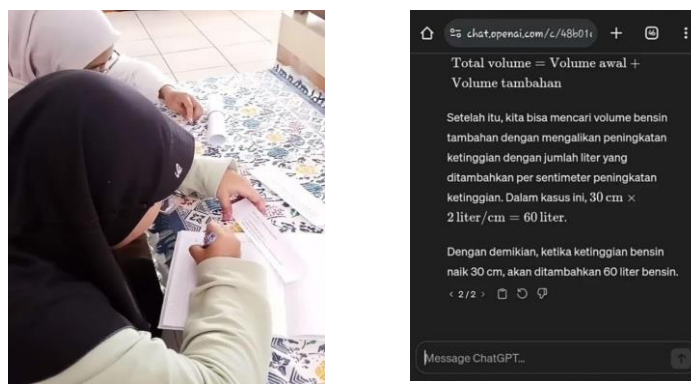 chat.openai.com/c/48b01
46
Total volume = Volume awal +
Volume tambahan
Setelah itu, kita bisa mencari volume bensin
tambahan dengan mengalikan peningkatan
ketinggian dengan jumlah liter yang
ditambahkan per sentimeter peningkatan
ketinggian. Dalam kasus ini, 30 cm ×
2 liter/cm = 60 liter.
Dengan demikian, ketika ketinggian bensin
naik 30 cm, akan ditambahkan 60 liter bensin.
< 2/2 >
Message ChatGPT...